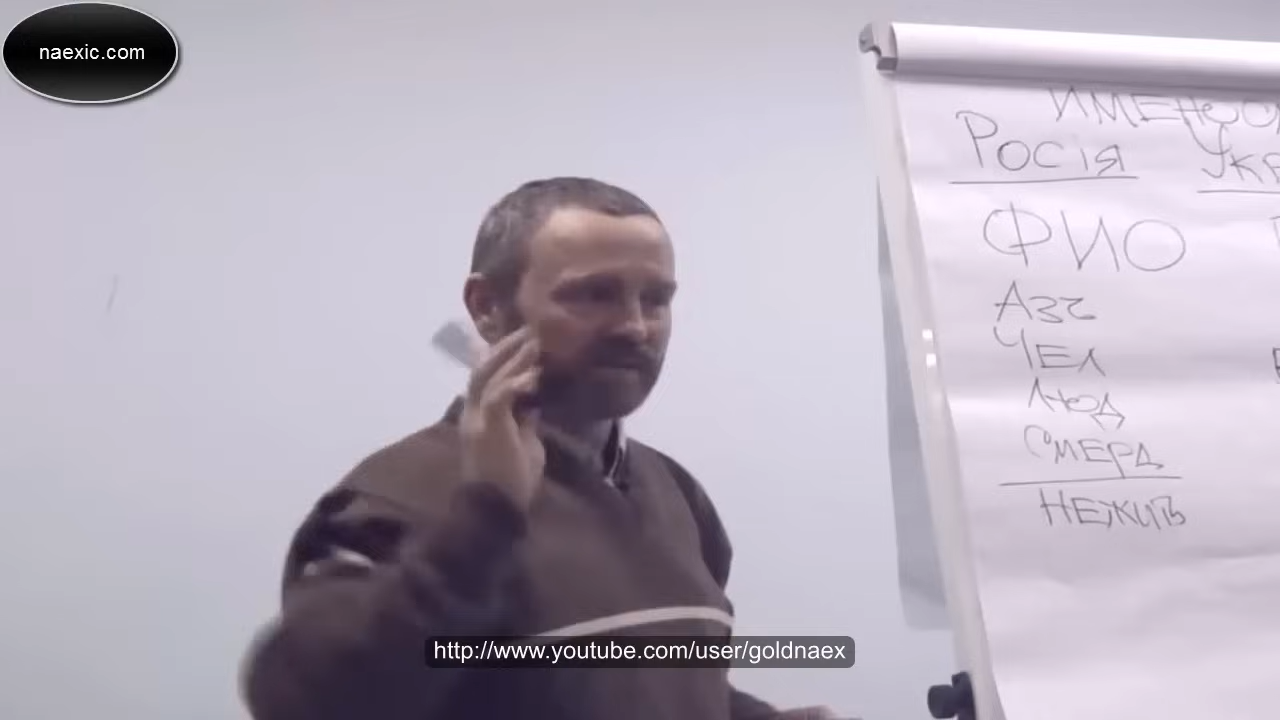 naexic.com
Росія
ФИО
Азъ
Чел
Люд
Смерд
Нежить
http://www.youtube.com/user/goldnaex